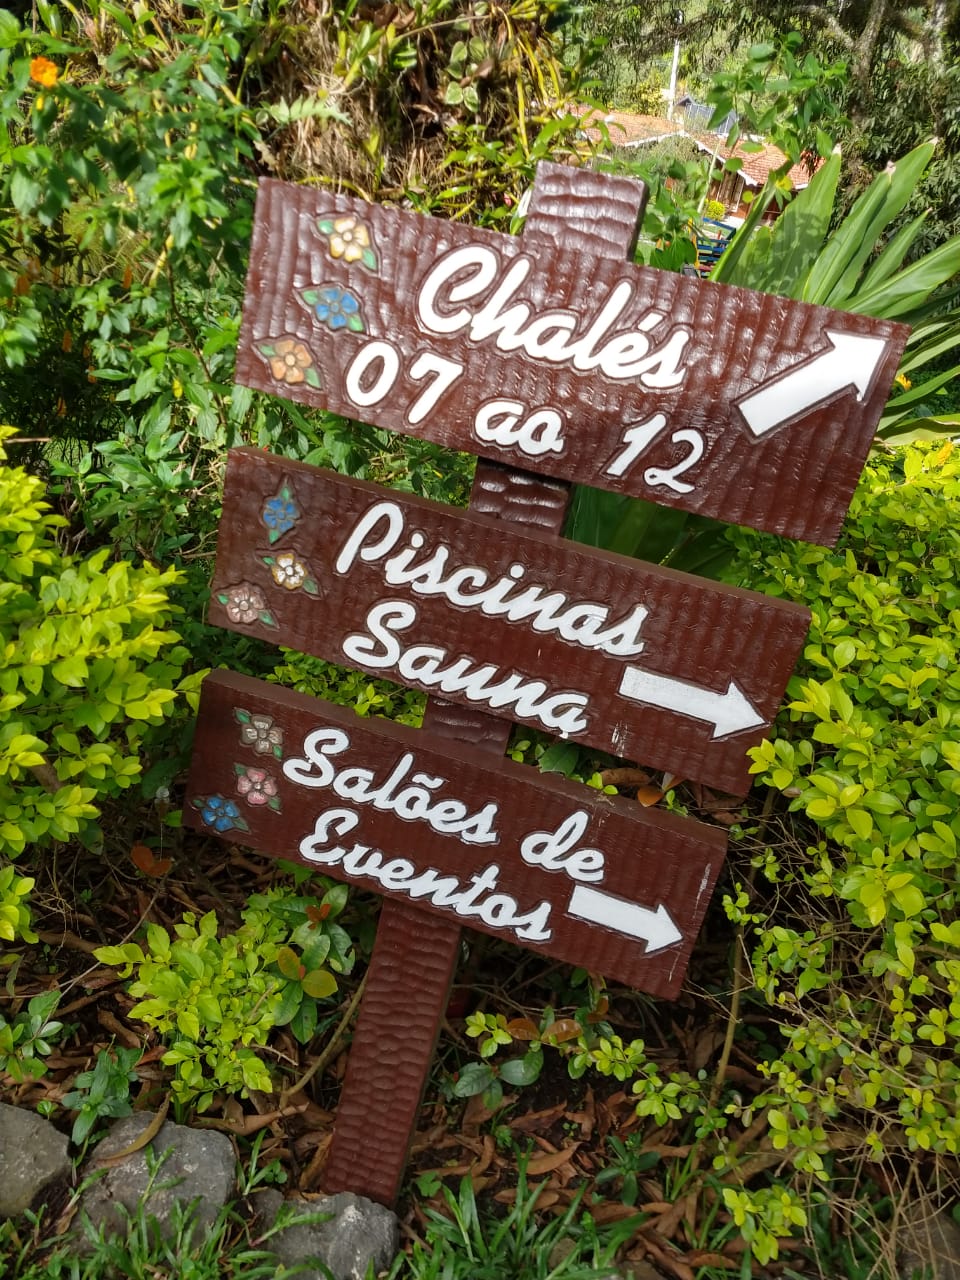 Chalés
07 ao 12
Piscinas
Sauna
Salões de
Eventos